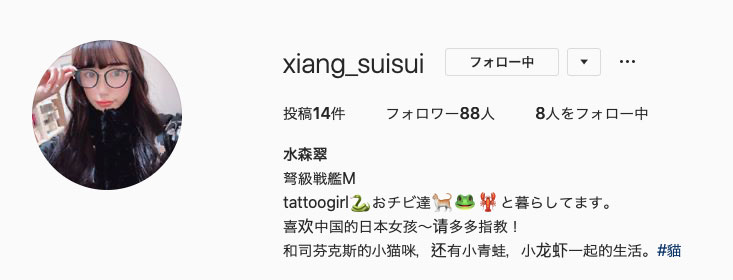 xiang_suisui フォロー中 ▼ ...
投稿14件 フォロワー88人 8人をフォロー中
水森翠
弩級戦艦M
tattoogirl🐍おチビ達🐈🐸🦞と暮らしてます。
喜欢中国的日本女孩～请多多指教！
和司芬克斯的小猫咪，还有小青蛙，小龙虾一起的生活。#貓